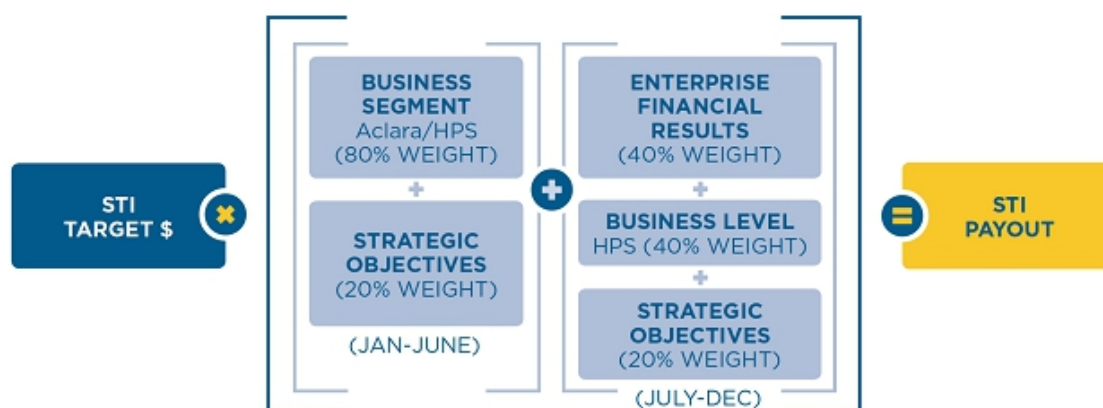 STI
TARGET $
×
BUSINESS
SEGMENT
Aclara/HPS
(80% WEIGHT)
+
STRATEGIC
OBJECTIVES
(20% WEIGHT)
(JAN-JUNE)
+
ENTERPRISE
FINANCIAL
RESULTS
(40% WEIGHT)
+
BUSINESS LEVEL
HPS (40% WEIGHT)
+
STRATEGIC
OBJECTIVES
(20% WEIGHT)
(JULY-DEC)
=
STI
PAYOUT